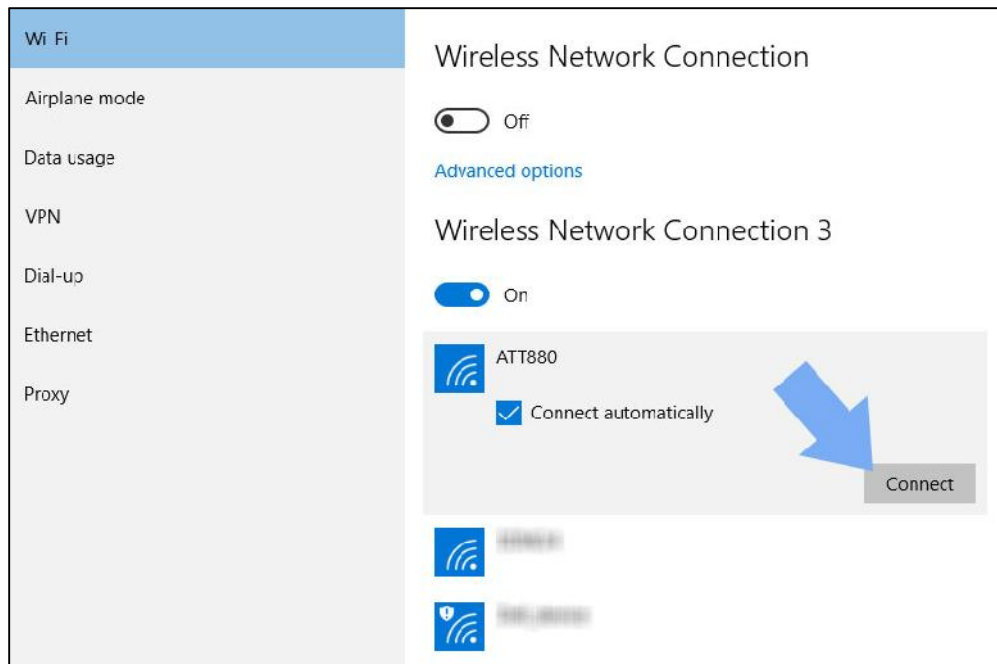 Wi Fi
Airplane mode
Data usage
VPN
Dial-up
Ethernet
Proxy
Wireless Network Connection
Off
Advanced options
Wireless Network Connection 3
On
ATT880
Connect automatically
Connect